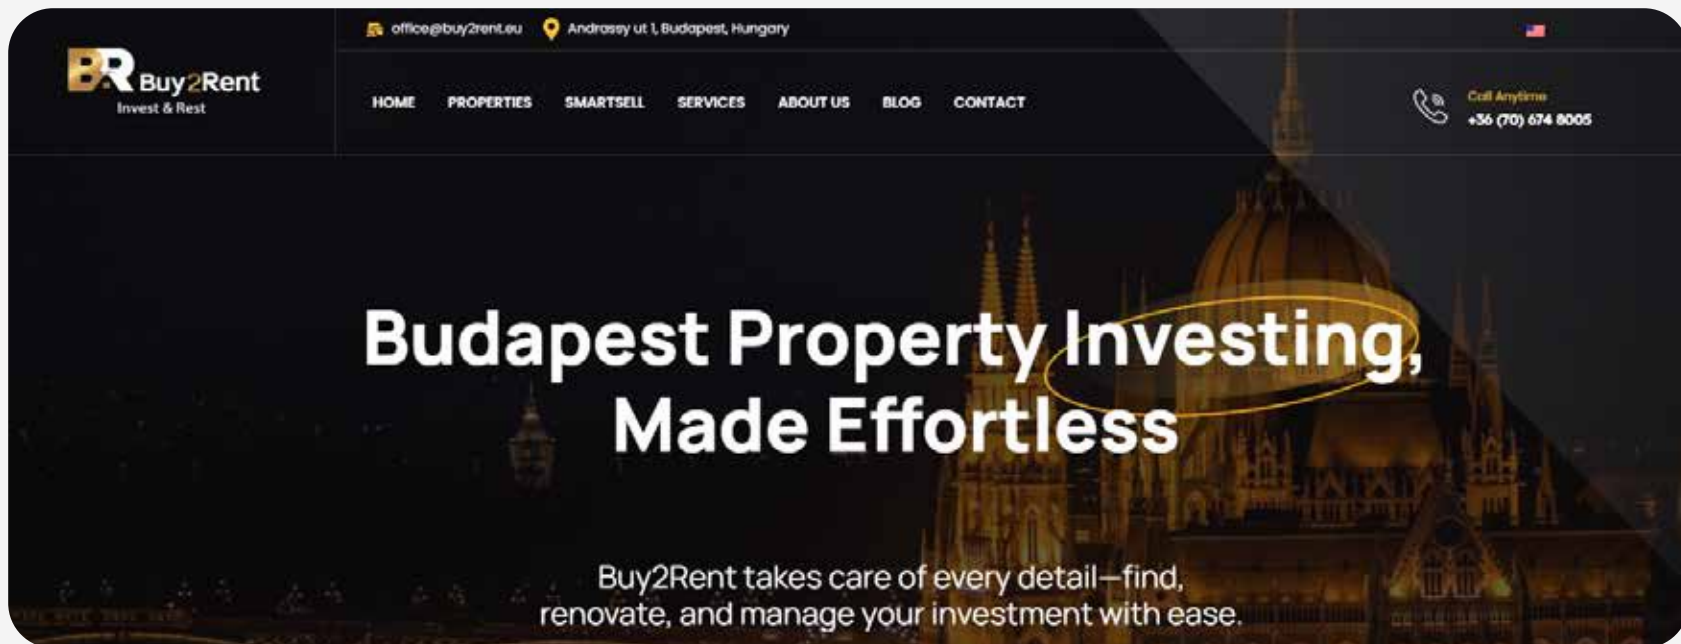 office@buy2rent.eu
Andrassy ut 1, Budapest, Hungary
BR Buy2Rent
Invest & Rest
HOME
PROPERTIES
SMARTSELL
SERVICES
ABOUT US
BLOG
CONTACT
Call Anytime
+36 (70) 674 8005
Budapest Property Investing,
Made Effortless
Buy2Rent takes care of every detail—find,
renovate, and manage your investment with ease.